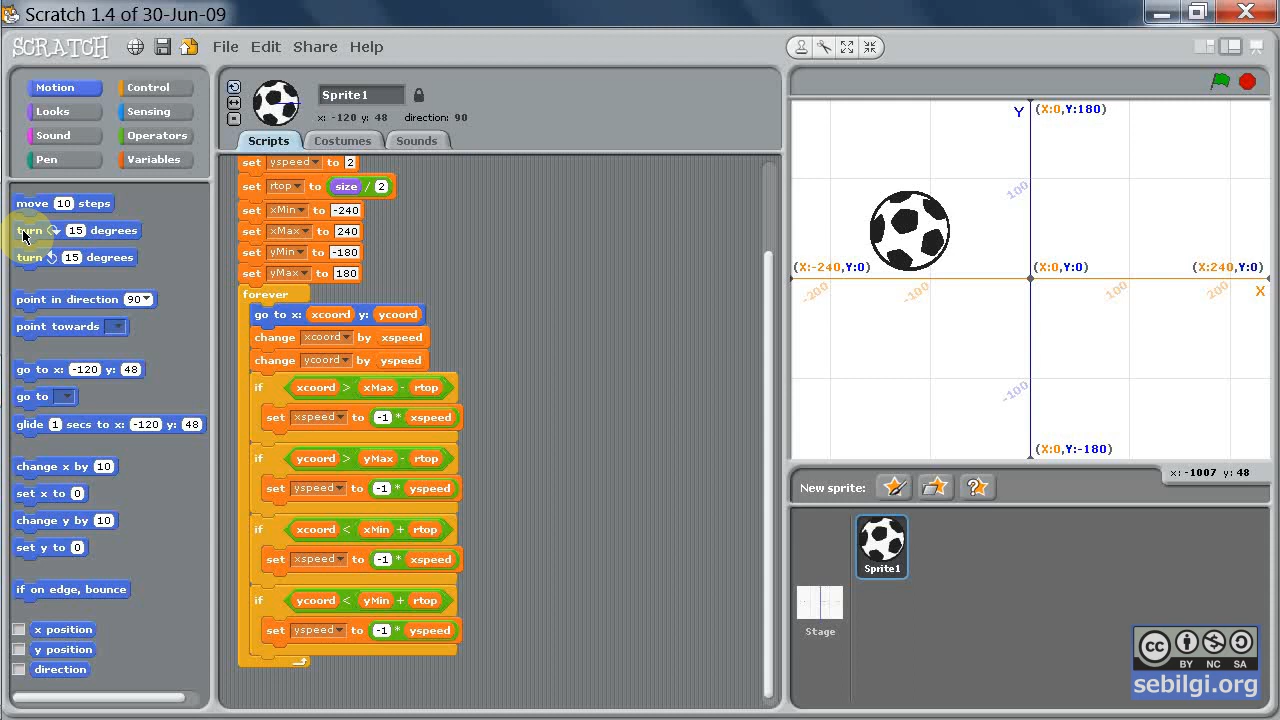 Scratch 1.4 of 30-Jun-09
SCRATCH File Edit Share Help
Motion Control
Looks Sensing
Sound Operators
Pen Variables
move 10 steps
turn 15 degrees
turn 15 degrees
point in direction 90
point towards
go to x: -120 y: 48
go to
glide 1 secs to x: -120 y: 48
change x by 10
set x to 0
change y by 10
set y to 0
if on edge, bounce
x position
y position
direction
Sprite1
x: -120 y: 48 direction: 90
Scripts Costumes Sounds
set yspeed to 2
set rtop to size / 2
set xMin to -240
set xMax to 240
set yMin to -180
set yMax to 180
forever
go to x: xcoord y: ycoord
change xcoord by xspeed
change ycoord by yspeed
if xcoord > xMax - rtop
set xspeed to -1 * xspeed
if ycoord > yMax - rtop
set yspeed to -1 * yspeed
if xcoord < xMin + rtop
set xspeed to -1 * xspeed
if ycoord < yMin + rtop
set yspeed to -1 * yspeed
Y (X:0,Y:180)
100
(X:-240,Y:0) (X:0,Y:0) (X:240,Y:0)
-200 -100 100 200 X
-100
(X:0,Y:-180)
x: -1007 y: 48
New sprite:
Sprite1
Stage
CC BY NC SA
sebilgi.org